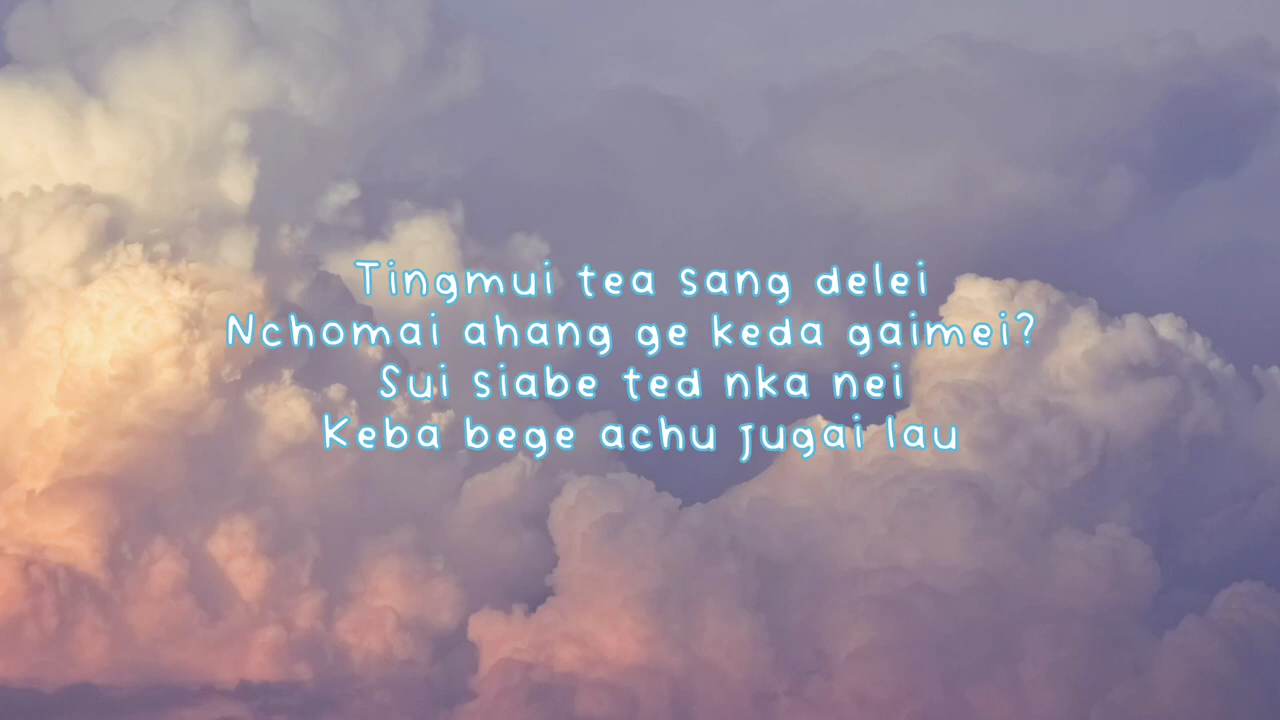 Tingmui tea sang delei
Nchomai ahang ge keda gaimei?
Sui siabe ted nka nei
Keba bege achu jugai lau